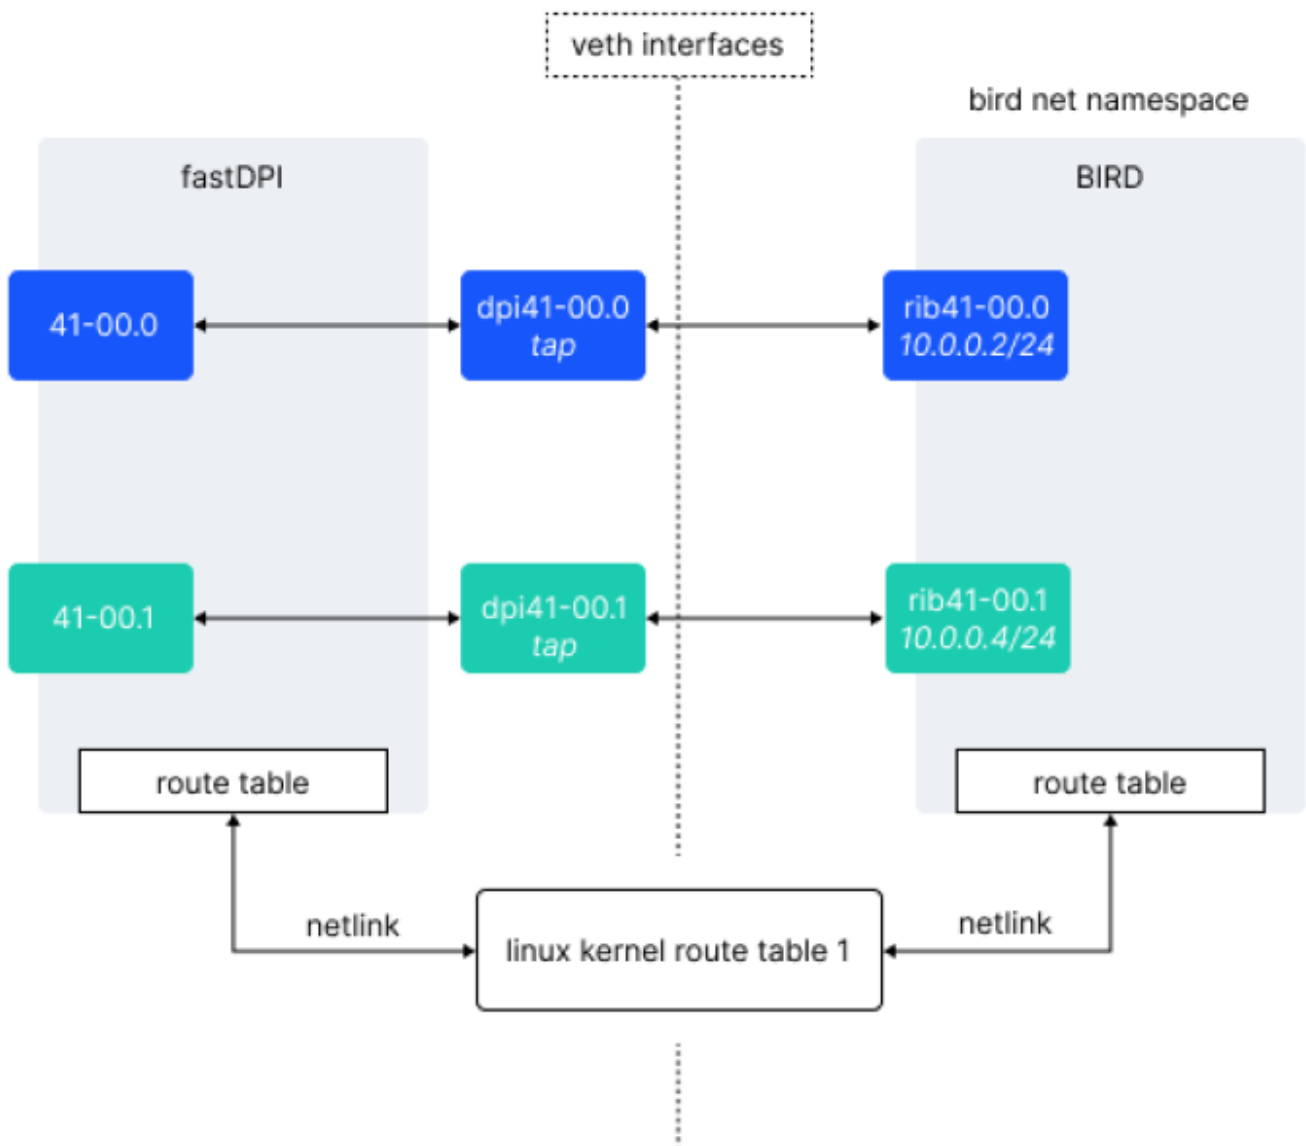 veth interfaces
bird net namespace
fastDPI
BIRD
41-00.0
dpi41-00.0
tap
rib41-00.0
10.0.0.2/24
41-00.1
dpi41-00.1
tap
rib41-00.1
10.0.0.4/24
route table
route table
netlink
netlink
linux kernel route table 1